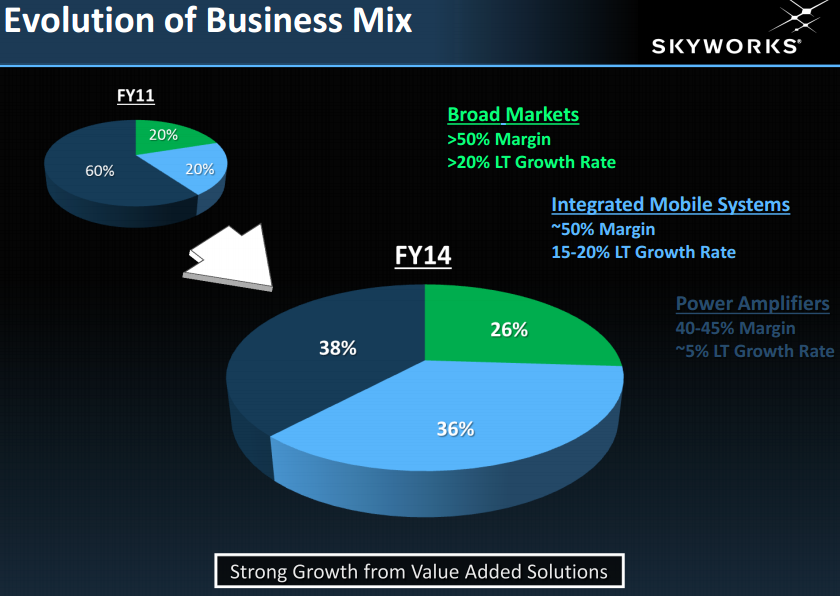 Evolution of Business Mix
SKYWORKS®
FY11
20%
20%
60%
Broad Markets
>50% Margin
>20% LT Growth Rate
Integrated Mobile Systems
~50% Margin
15-20% LT Growth Rate
Power Amplifiers
40-45% Margin
~5% LT Growth Rate
FY14
26%
38%
36%
Strong Growth from Value Added Solutions